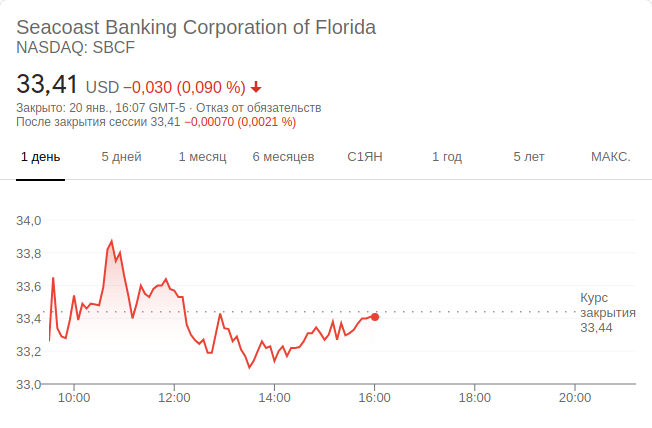 Seacoast Banking Corporation of Florida
NASDAQ: SBCF
33,41 USD −0,030 (0,090 %)
Закрыто: 20 янв., 16:07 GMT-5 · Отказ от обязательств
После закрытия сессии 33,41 −0,00070 (0,0021 %)
1 день 5 дней 1 месяц 6 месяцев С1ЯН 1 год 5 лет МАКС.
34,0
33,8
33,6
Курс
закрытия
33,44
33,4
33,2
33,0
10:00 12:00 14:00 16:00 18:00 20:00